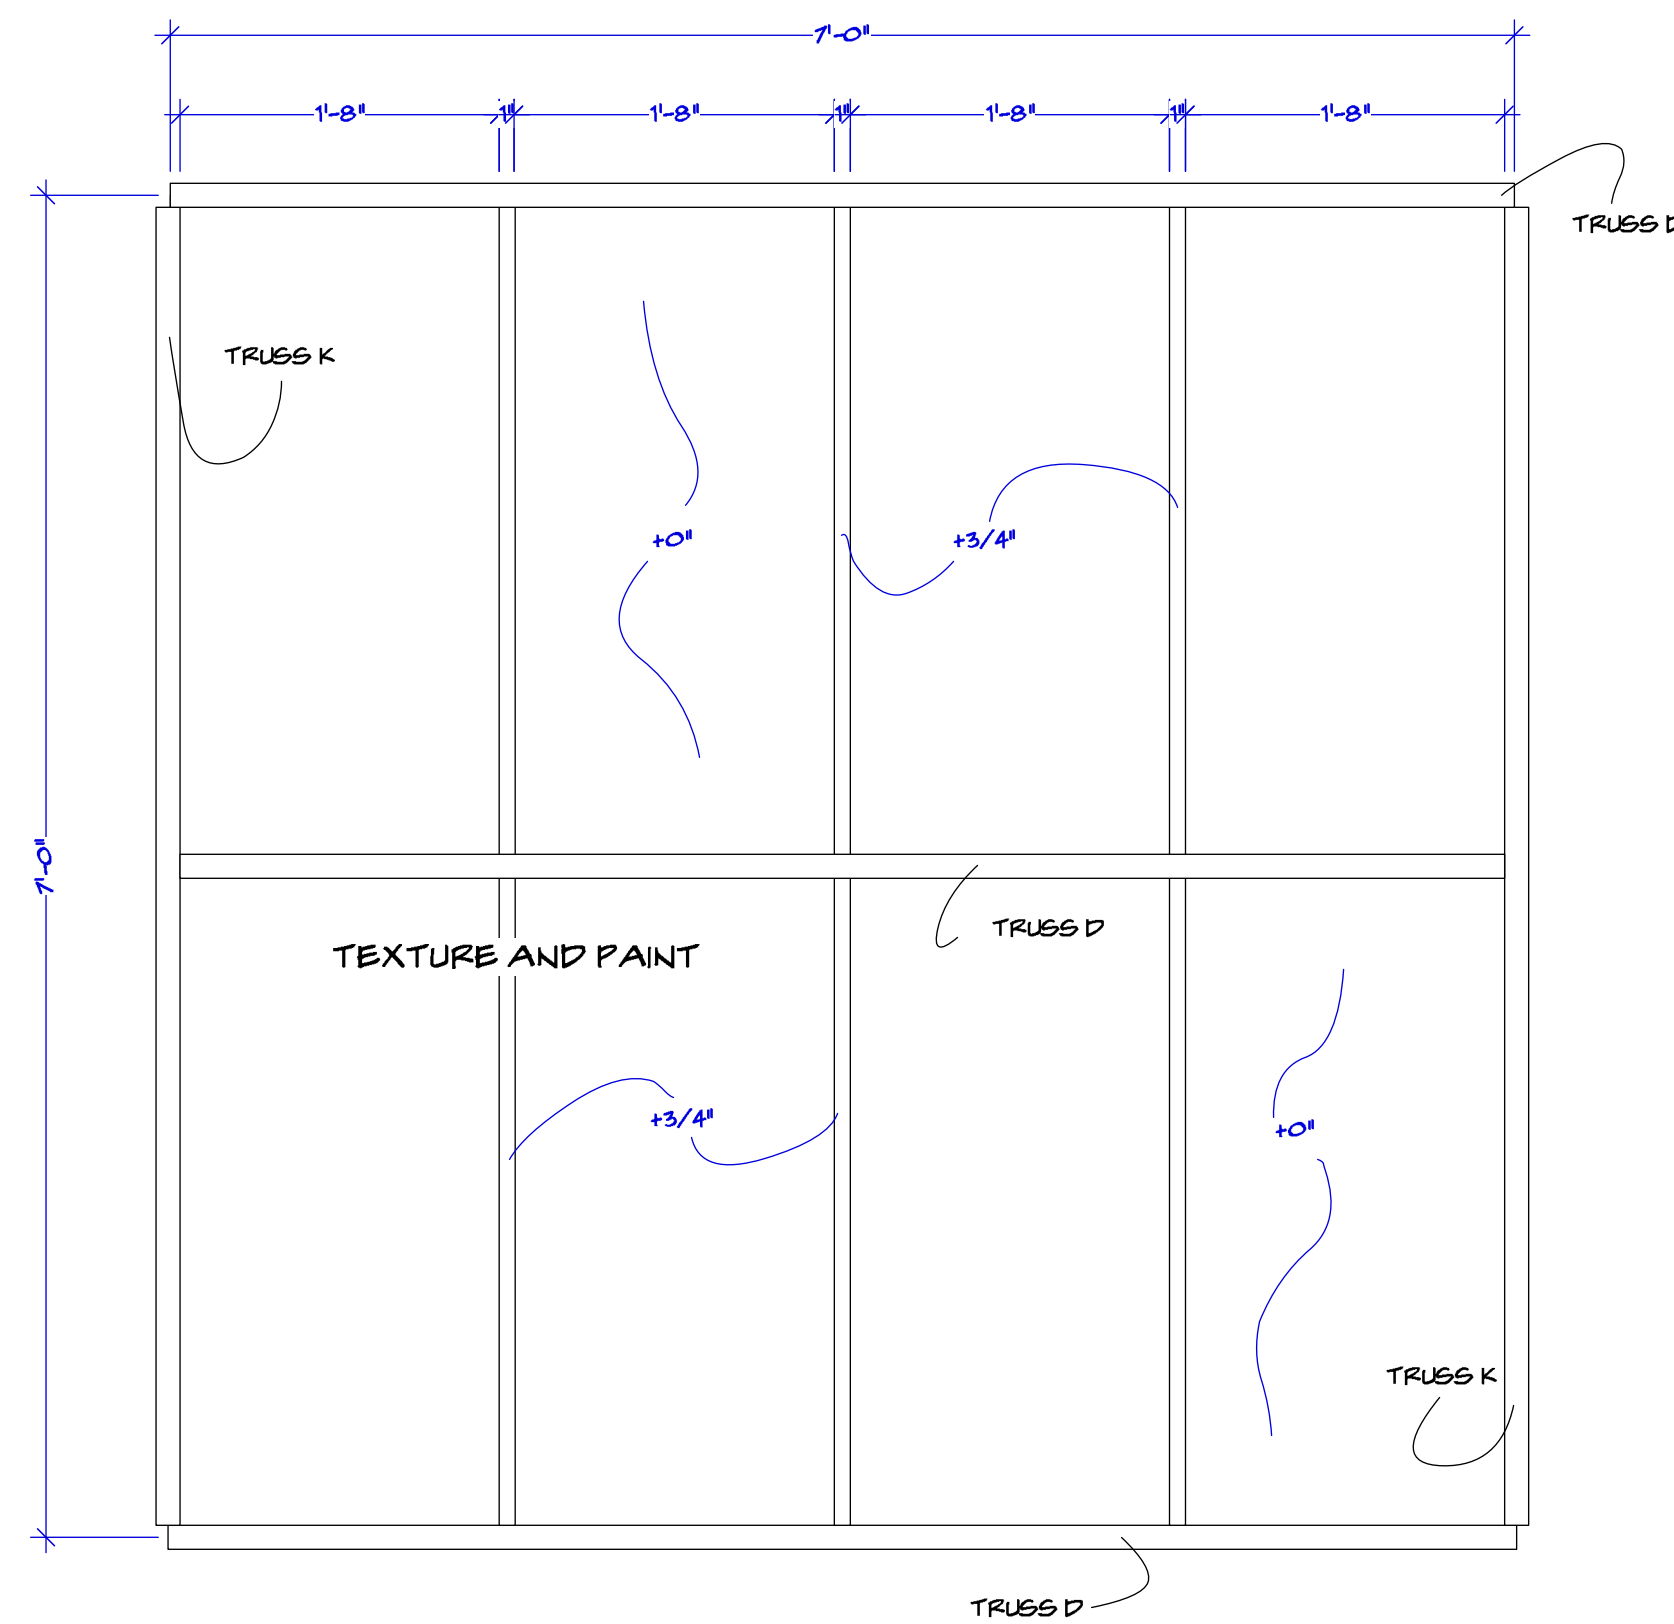 7'-0"
1'-8" 1" 1'-8" 1" 1'-8" 1" 1'-8"
TRUSS D
TRUSS K
+0"
+3/4"
7'-0"
TRUSS D
TEXTURE AND PAINT
+3/4"
+0"
TRUSS K
TRUSS D